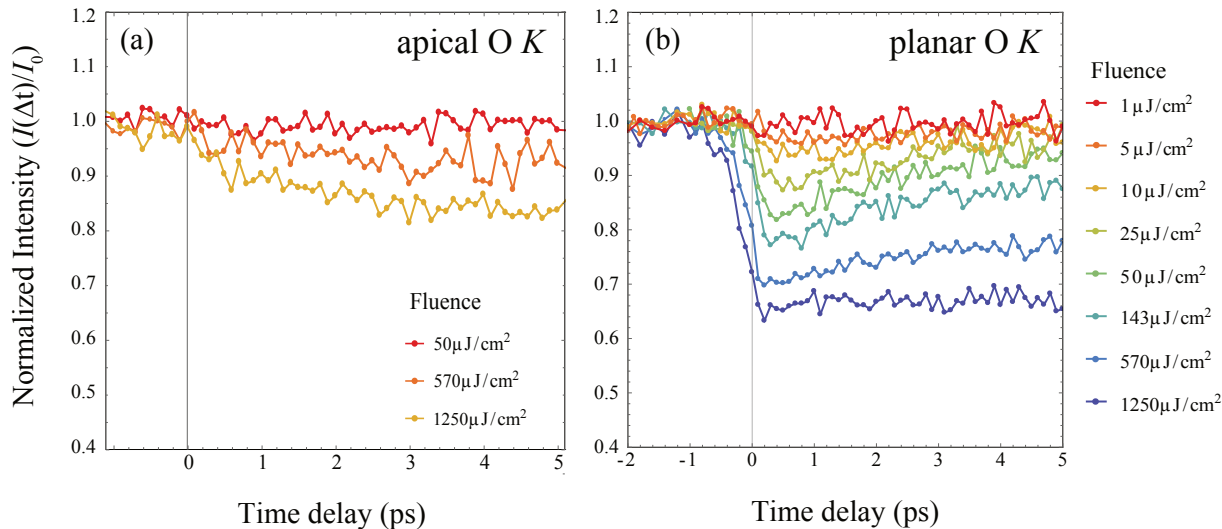 (a)
apical O K
1.2
1.1
1.0
0.9
0.8
0.7
0.6
0.5
0.4
0
1
2
3
4
5
Time delay (ps)
Normalized Intensity (I(Δt)/I₀)
Fluence
50µJ/cm²
570µJ/cm²
1250µJ/cm²
(b)
planar O K
1.2
1.1
1.0
0.9
0.8
0.7
0.6
0.5
0.4
-2
-1
0
1
2
3
4
5
Time delay (ps)
Fluence
1µJ/cm²
5µJ/cm²
10µJ/cm²
25µJ/cm²
50µJ/cm²
143µJ/cm²
570µJ/cm²
1250µJ/cm²